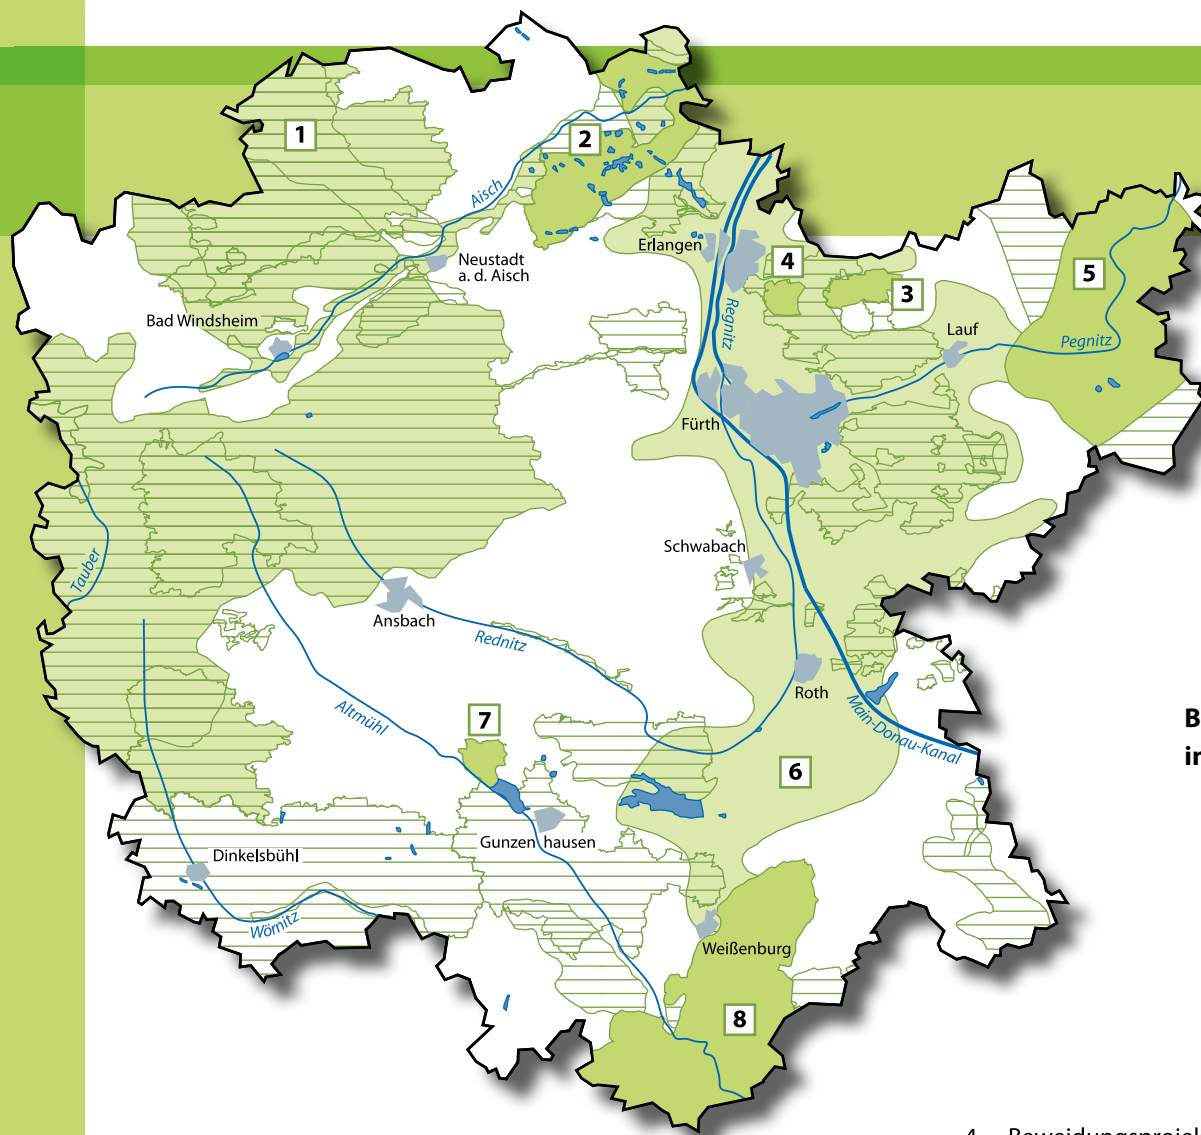 1
2
Aisch
Erlangen
4
Neustadt
a. d. Aisch
5
3
Regnitz
Bad Windsheim
Lauf
Pegnitz
Fürth
Schwabach
Tauber
Ansbach
Rednitz
Roth
Altmühl
7
Main-Donau-Kanal
6
Gunzen hausen
Dinkelsbühl
Wörnitz
Weißenburg
8